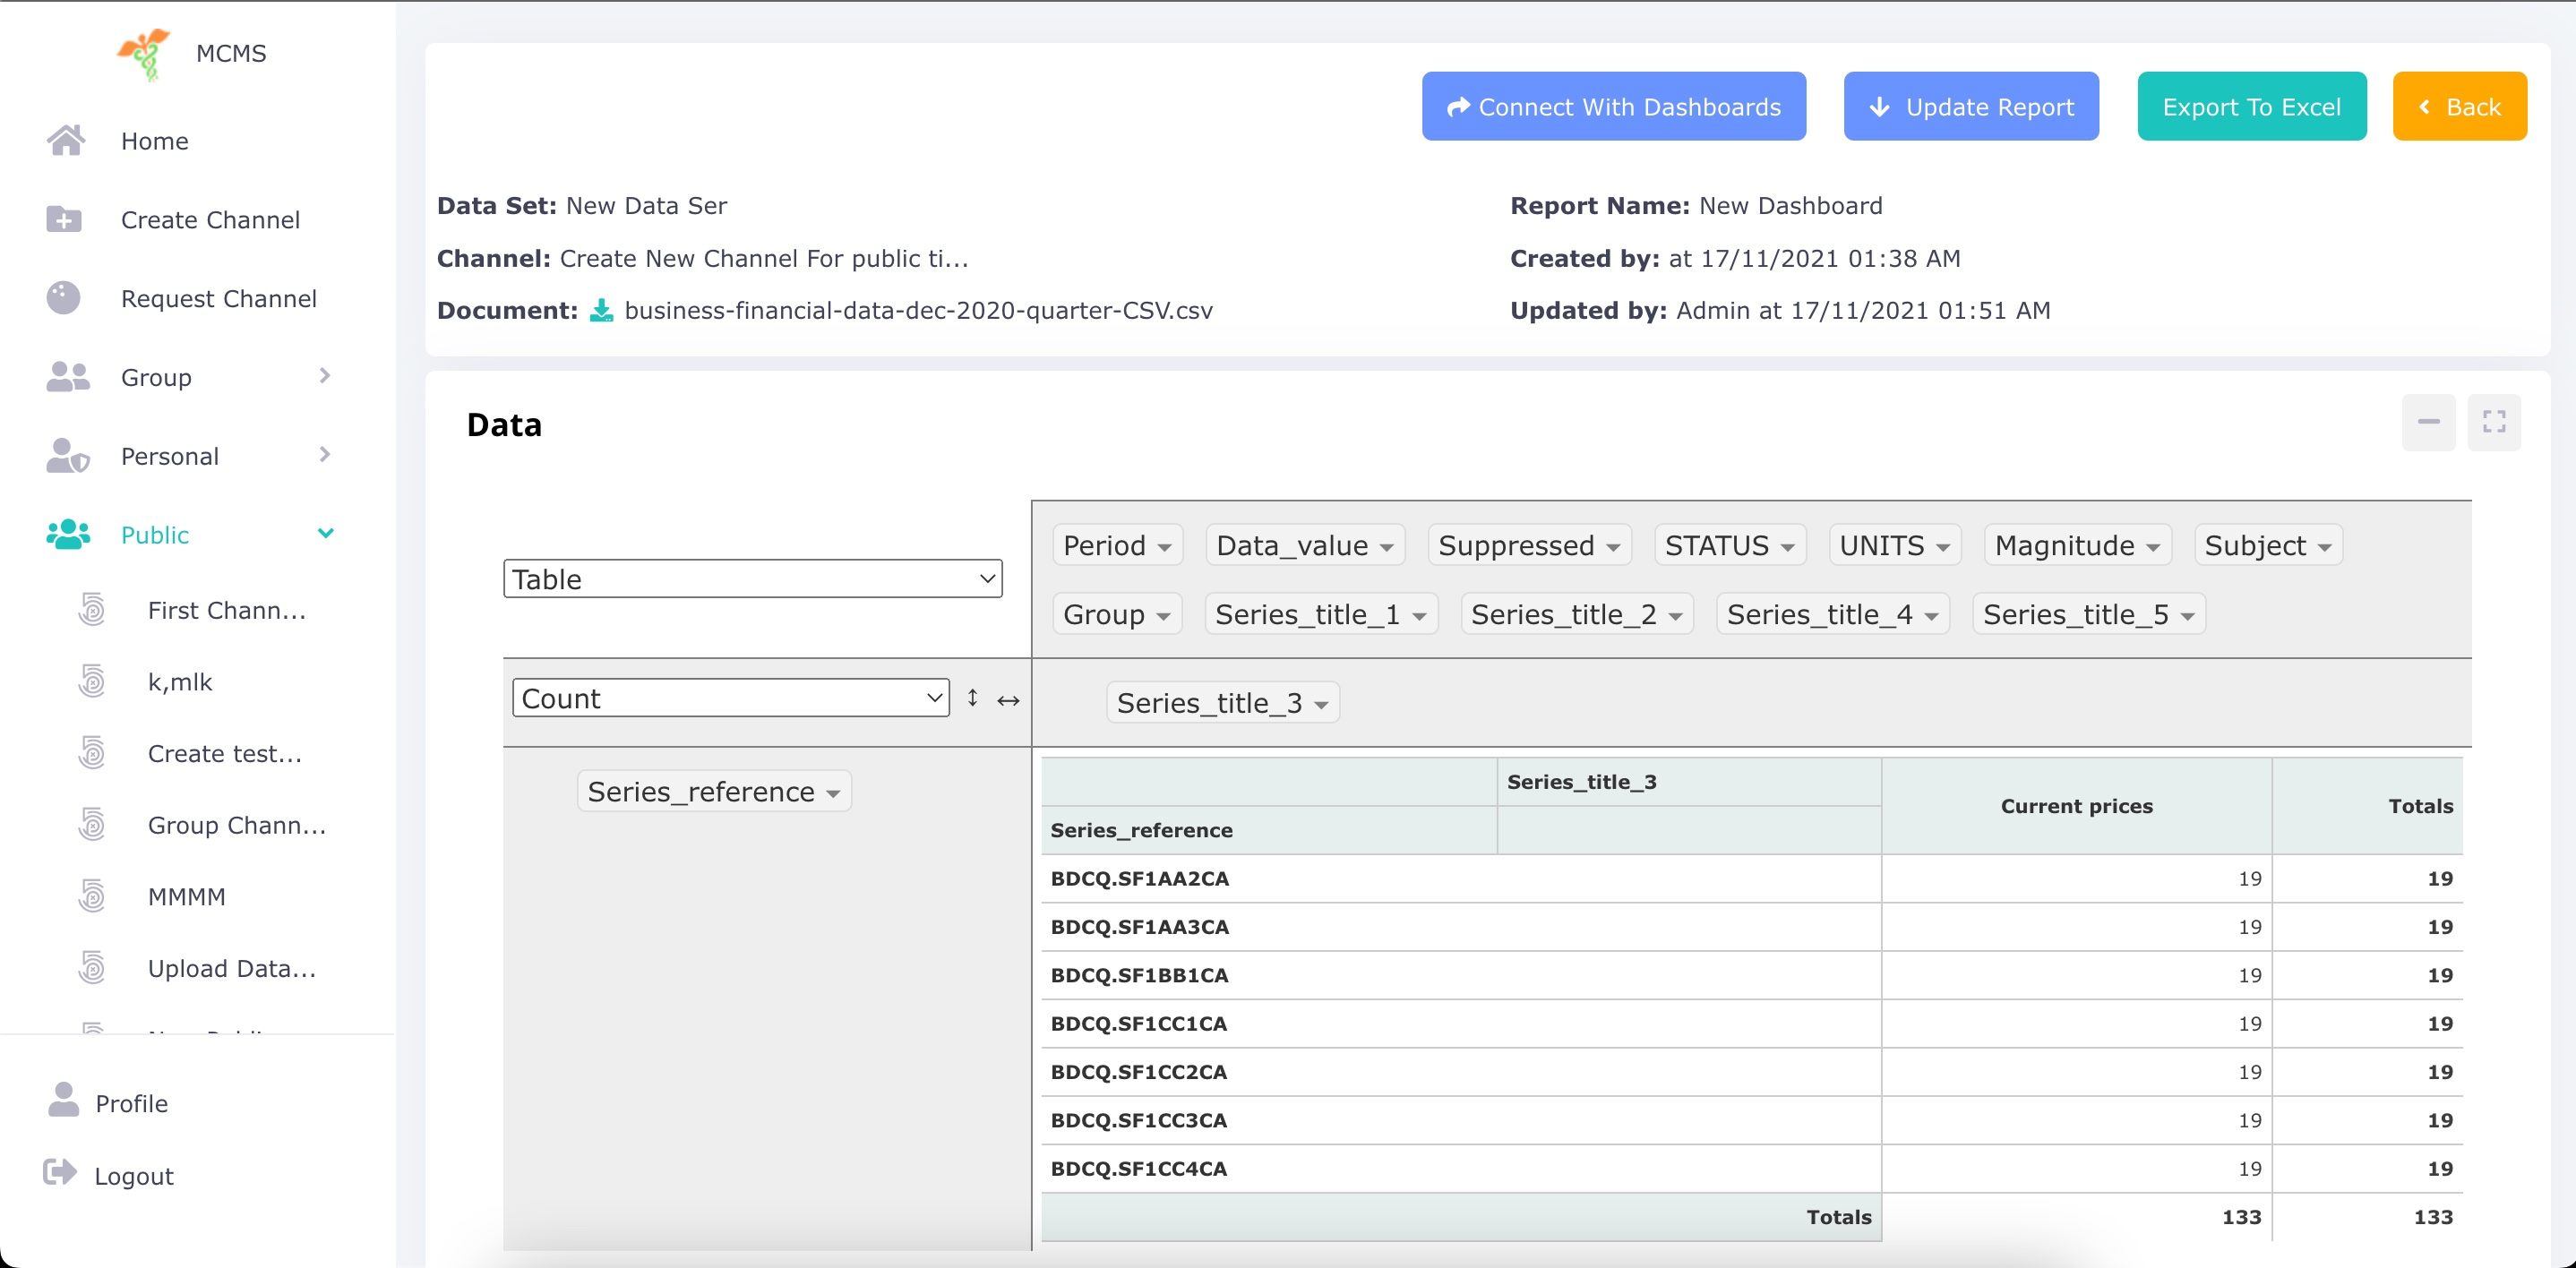 MCMS
Home
Create Channel
Request Channel
Group
Personal
Public
First Chann...
k,mlk
Create test...
Group Chann...
MMMM
Upload Data...
Profile
Logout
Connect With Dashboards
Update Report
Export To Excel
Back
Data Set: New Data Ser
Report Name: New Dashboard
Channel: Create New Channel For public ti...
Created by: at 17/11/2021 01:38 AM
Document: business-financial-data-dec-2020-quarter-CSV.csv
Updated by: Admin at 17/11/2021 01:51 AM
Data
Table
Period Data_value Suppressed STATUS UNITS Magnitude Subject
Group Series_title_1 Series_title_2 Series_title_4 Series_title_5
Count ↕ ↔
Series_title_3
Series_reference
Series_title_3 Current prices Totals
Series_reference
BDCQ.SF1AA2CA 19 19
BDCQ.SF1AA3CA 19 19
BDCQ.SF1BB1CA 19 19
BDCQ.SF1CC1CA 19 19
BDCQ.SF1CC2CA 19 19
BDCQ.SF1CC3CA 19 19
BDCQ.SF1CC4CA 19 19
Totals 133 133